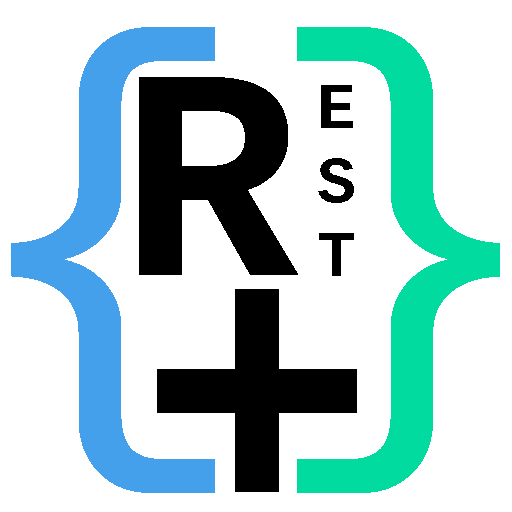 { REST }
+